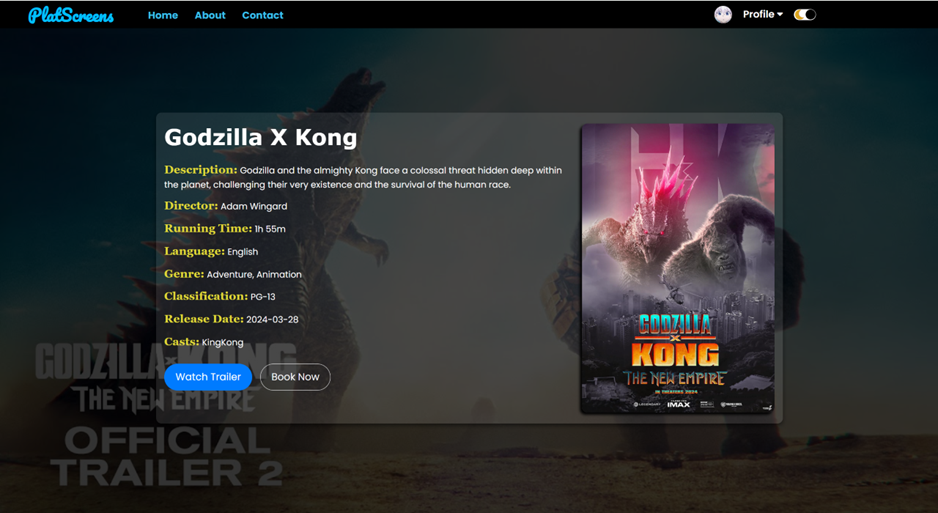 PlatScreens
Home About Contact Profile
Godzilla X Kong
Description: Godzilla and the almighty Kong face a colossal threat hidden deep within
the planet, challenging their very existence and the survival of the human race.
Director: Adam Wingard
Running Time: 1h 55m
Language: English
Genre: Adventure, Animation
Classification: PG-13
Release Date: 2024-03-28
Casts: KingKong
Watch Trailer Book Now
GODZILLA X KONG
THE NEW EMPIRE
OFFICIAL
TRAILER 2
GODZILLA
X
KONG
THE NEW EMPIRE
IN THEATERS 2024
LEGENDARY IMAX